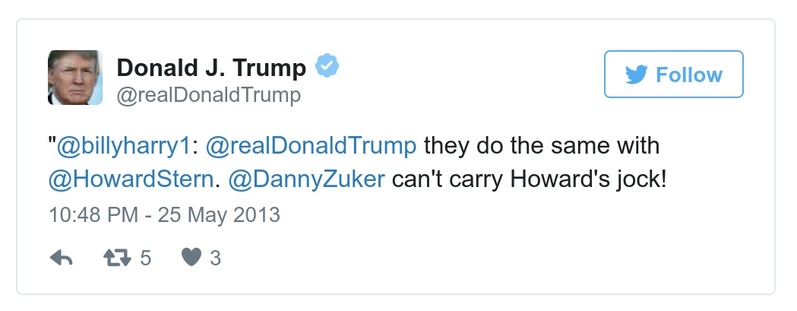 Donald J. Trump
@realDonaldTrump
Follow
"@billyharry1: @realDonaldTrump they do the same with
@HowardStern. @DannyZuker can't carry Howard's jock!
10:48 PM - 25 May 2013
5 3